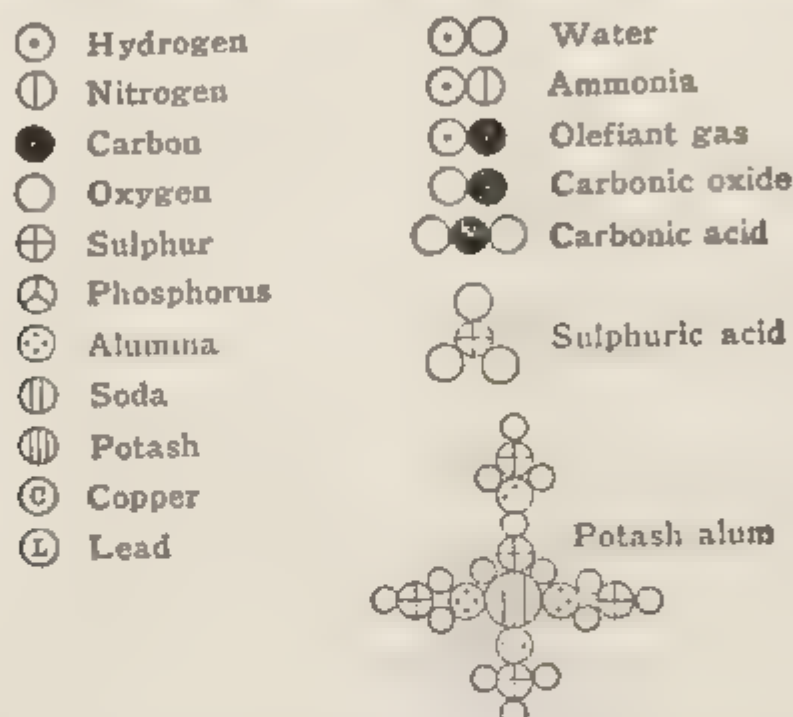 Hydrogen
Nitrogen
Carbon
Oxygen
Sulphur
Phosphorus
Alumina
Soda
Potash
C Copper
L Lead
Water
Ammonia
Olefiant gas
Carbonic oxide
Carbonic acid
Sulphuric acid
Potash alum